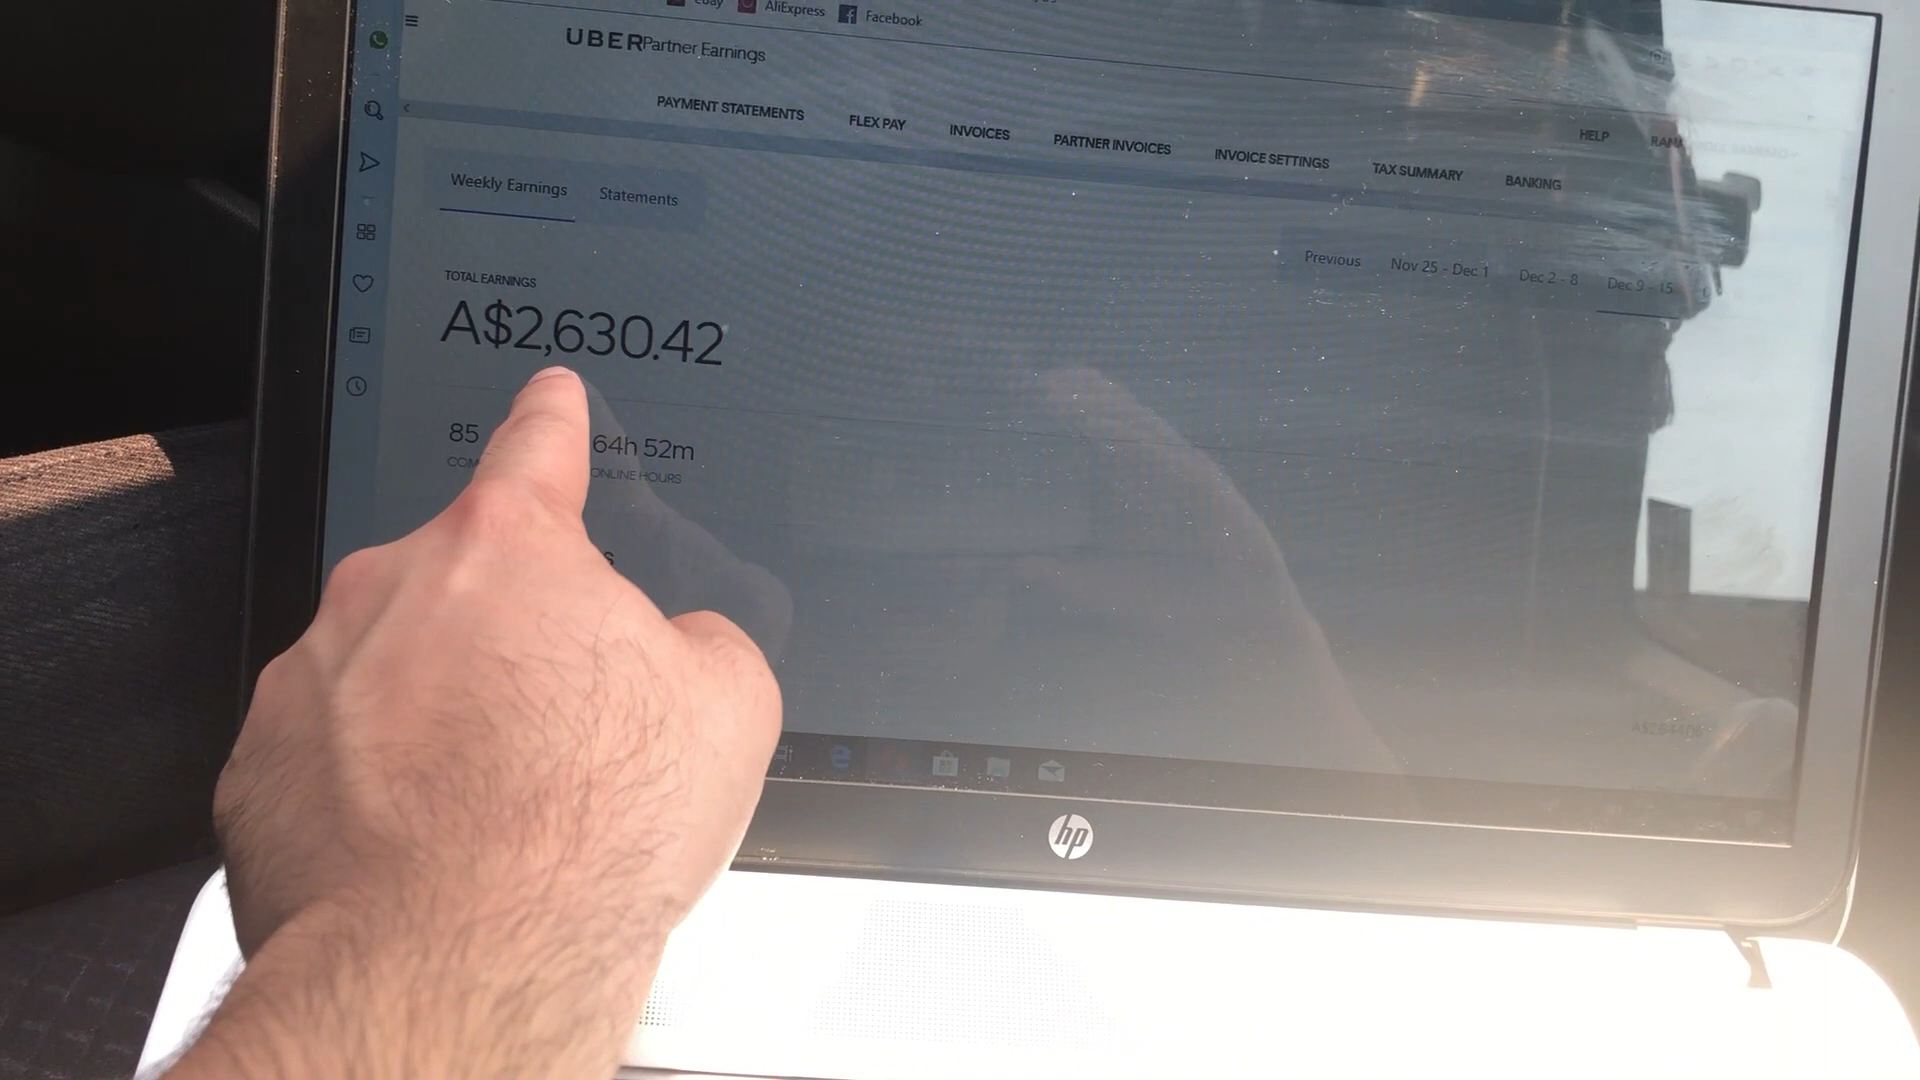 ebay AliExpress Facebook
UBER Partner Earnings
PAYMENT STATEMENTS FLEX PAY INVOICES PARTNER INVOICES INVOICE SETTINGS TAX SUMMARY BANKING HELP
Weekly Earnings Statements
Previous Nov 25 - Dec 1 Dec 2 - 8 Dec 9 - 15
TOTAL EARNINGS
A$2,630.42
85 64h 52m
ONLINE HOURS
hp